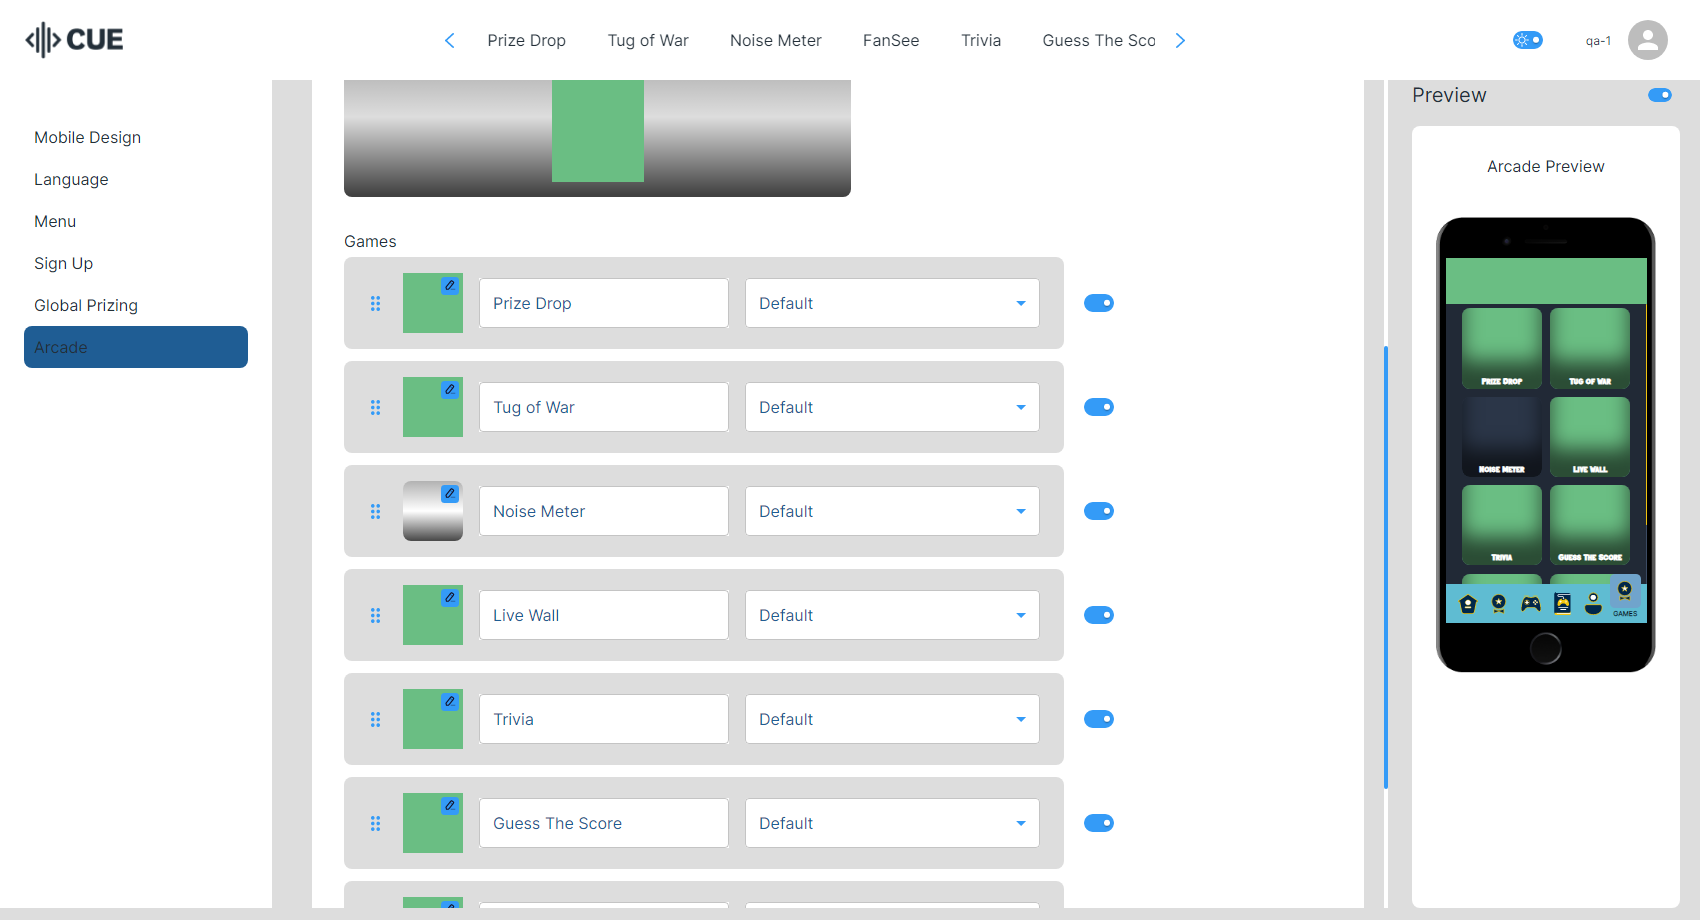 CUE
Prize Drop Tug of War Noise Meter FanSee Trivia Guess The Sco
qa-1
Mobile Design
Language
Menu
Sign Up
Global Prizing
Arcade
Games
Prize Drop Default
Tug of War Default
Noise Meter Default
Live Wall Default
Trivia Default
Guess The Score Default
Preview
Arcade Preview
Prize Drop Tug of War
Noise Meter Live Wall
Trivia Guess The Score
GAMES